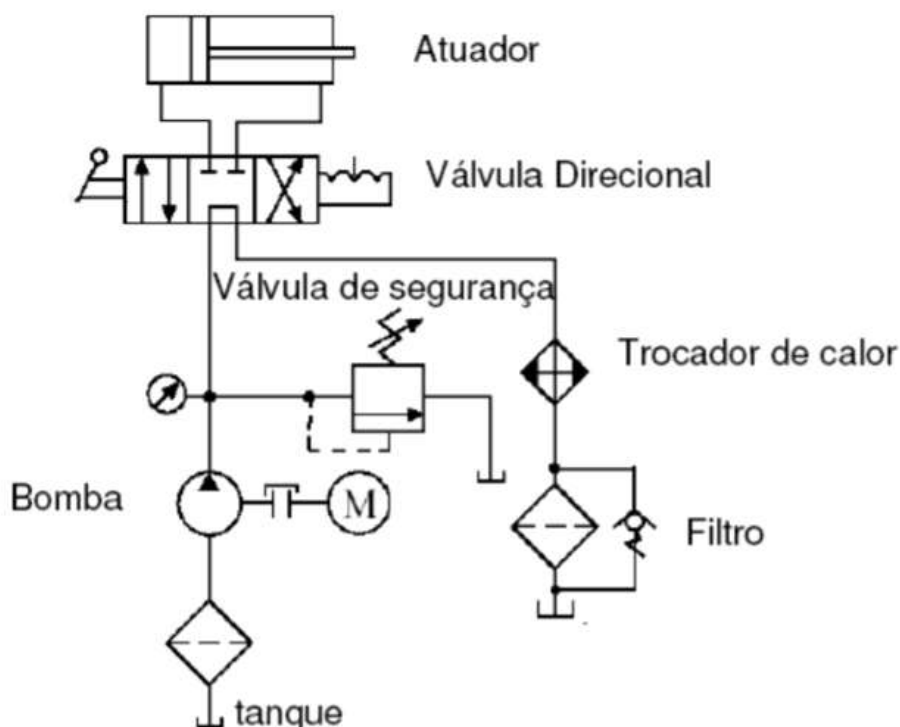 Atuador
Válvula Direcional
Válvula de segurança
Trocador de calor
Bomba
M
Filtro
tanque